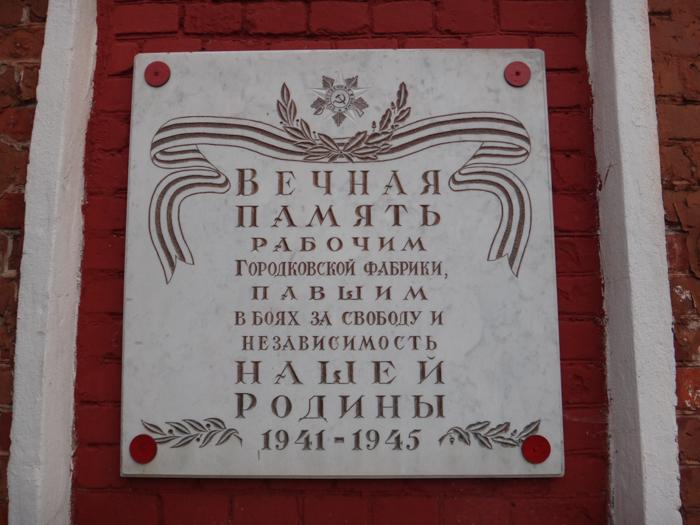 ВЕЧНАЯ
ПАМЯТЬ
РАБОЧИМ
ГОРОДКОВСКОЙ ФАБРИКИ,
ПАВШИМ
В БОЯХ ЗА СВОБОДУ И
НЕЗАВИСИМОСТЬ
НАШЕЙ
РОДИНЫ
1941-1945